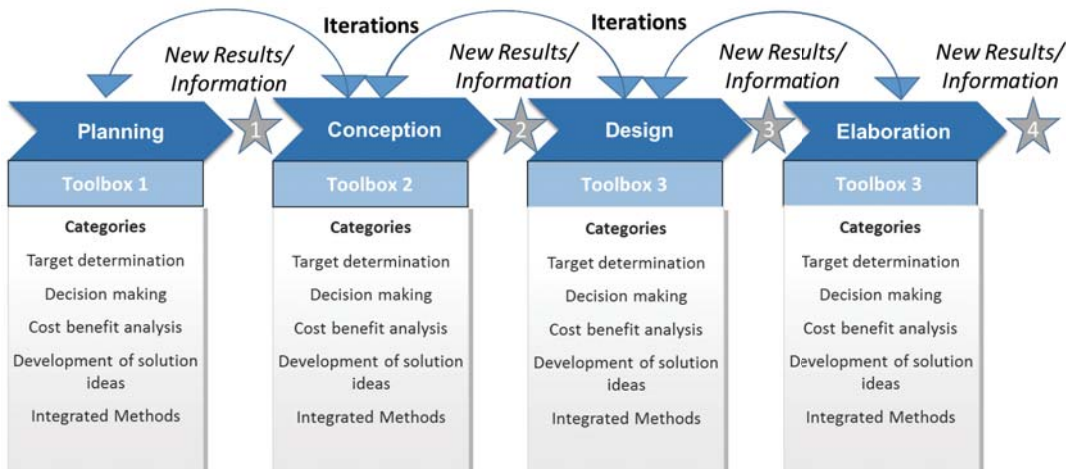 Iterations
Iterations
New Results/
Information
New Results/
Information
New Results/
Information
New Results/
Information
Planning
1
Conception
2
Design
3
Elaboration
4
Toolbox 1
Toolbox 2
Toolbox 3
Toolbox 3
Categories
Target determination
Decision making
Cost benefit analysis
Development of solution
ideas
Integrated Methods
Categories
Target determination
Decision making
Cost benefit analysis
Development of solution
ideas
Integrated Methods
Categories
Target determination
Decision making
Cost benefit analysis
Development of solution
ideas
Integrated Methods
Categories
Target determination
Decision making
Cost benefit analysis
Development of solution
ideas
Integrated Methods